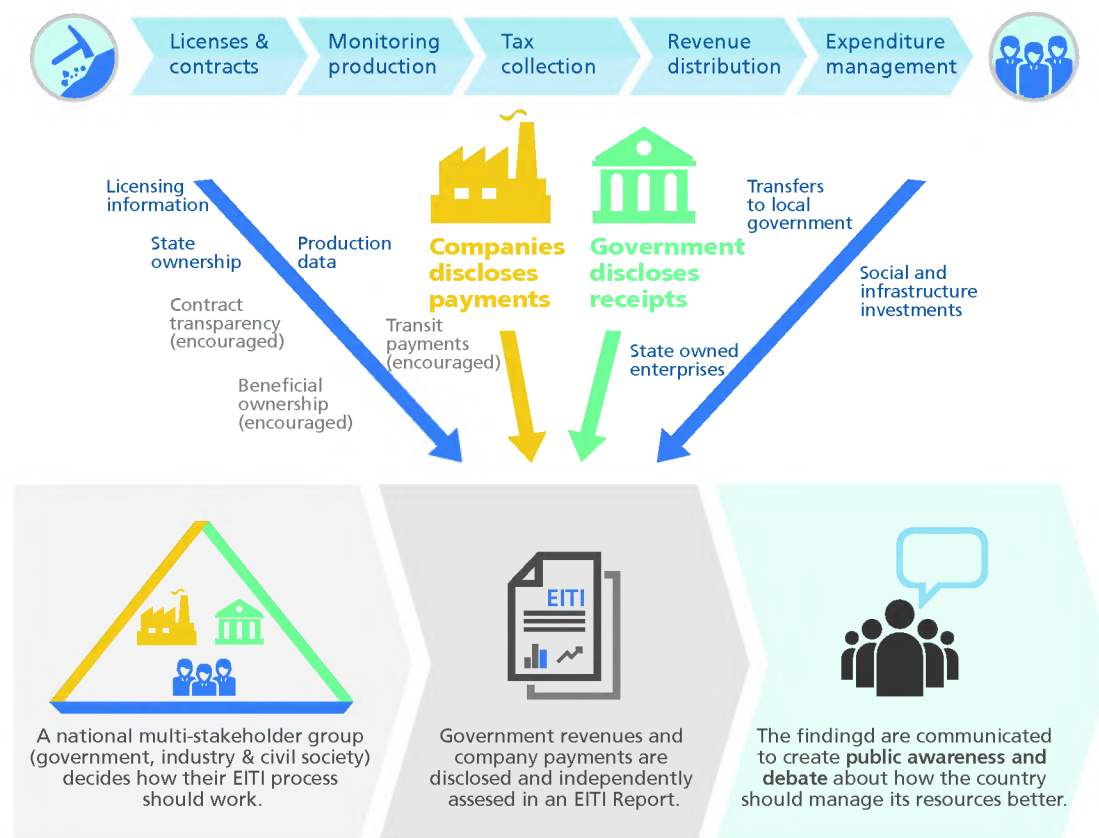 Licenses &
contracts
Monitoring
production
Tax
collection
Revenue
distribution
Expenditure
management
Licensing
information
State
ownership
Production
data
Contract
transparency
(encouraged)
Beneficial
ownership
(encouraged)
Transit
payments
(encouraged)
Companies
discloses
payments
Government
discloses
receipts
State owned
enterprises
Transfers
to local
government
Social and
infrastructure
investments
A national multi-stakeholder group
(government, industry & civil society)
decides how their EITI process
should work.
EITI
Government revenues and
company payments are
disclosed and independently
assesed in an EITI Report.
The findingd are communicated
to create public awareness and
debate about how the country
should manage its resources better.